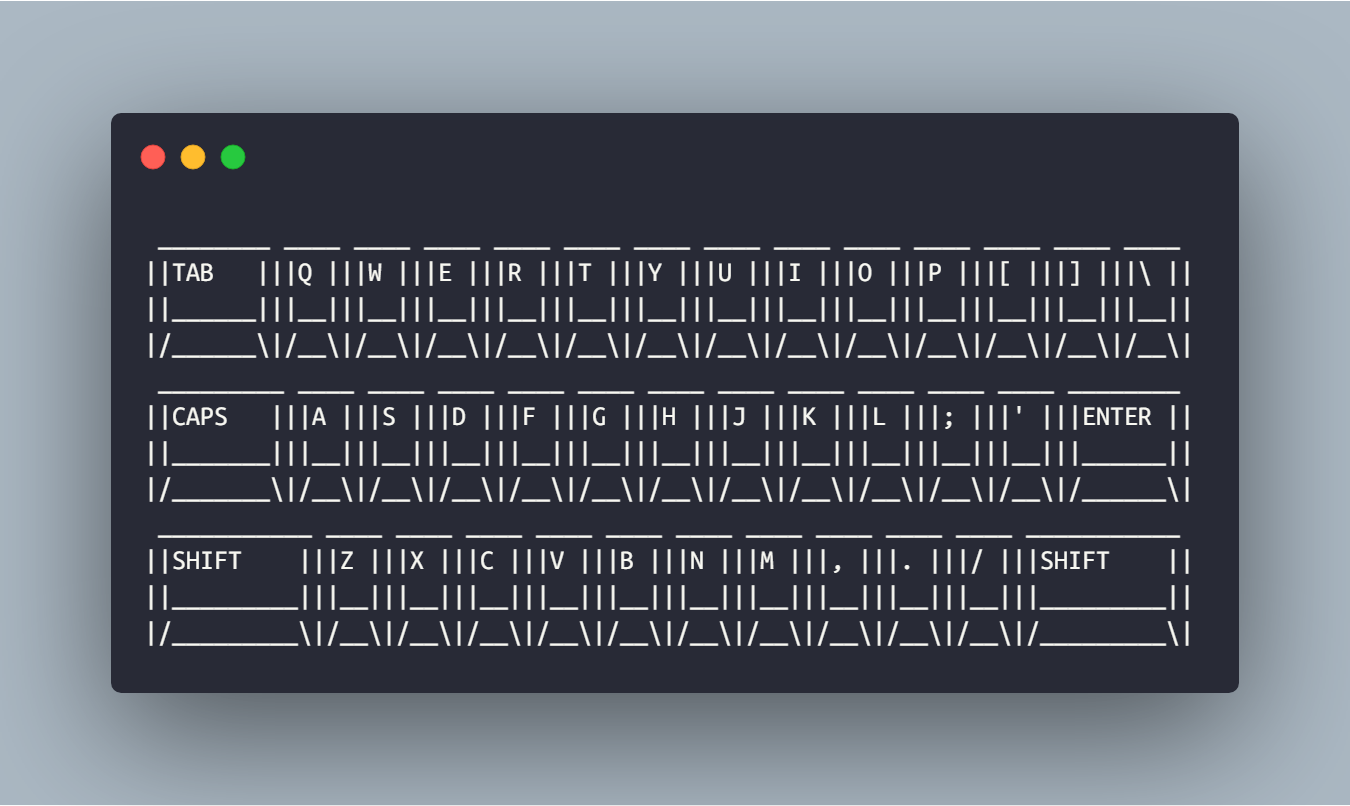 ________ ____ ____ ____ ____ ____ ____ ____ ____ ____ ____ ____ ____ ____
||TAB   |||Q |||W |||E |||R |||T |||Y |||U |||I |||O |||P |||[ |||] |||\ ||
||______|||__|||__|||__|||__|||__|||__|||__|||__|||__|||__|||__|||__|||__||
|/______\|/__\|/__\|/__\|/__\|/__\|/__\|/__\|/__\|/__\|/__\|/__\|/__\|/__\|
 _________ ____ ____ ____ ____ ____ ____ ____ ____ ____ ____ ____ ________
||CAPS   |||A |||S |||D |||F |||G |||H |||J |||K |||L |||; |||' |||ENTER ||
||_______|||__|||__|||__|||__|||__|||__|||__|||__|||__|||__|||__|||______||
|/_______\|/__\|/__\|/__\|/__\|/__\|/__\|/__\|/__\|/__\|/__\|/__\|/______\|
 ___________ ____ ____ ____ ____ ____ ____ ____ ____ ____ ____ ___________
||SHIFT    |||Z |||X |||C |||V |||B |||N |||M |||, |||. |||/ |||SHIFT    ||
||_________|||__|||__|||__|||__|||__|||__|||__|||__|||__|||__|||_________||
|/_________\|/__\|/__\|/__\|/__\|/__\|/__\|/__\|/__\|/__\|/__\|/_________\|